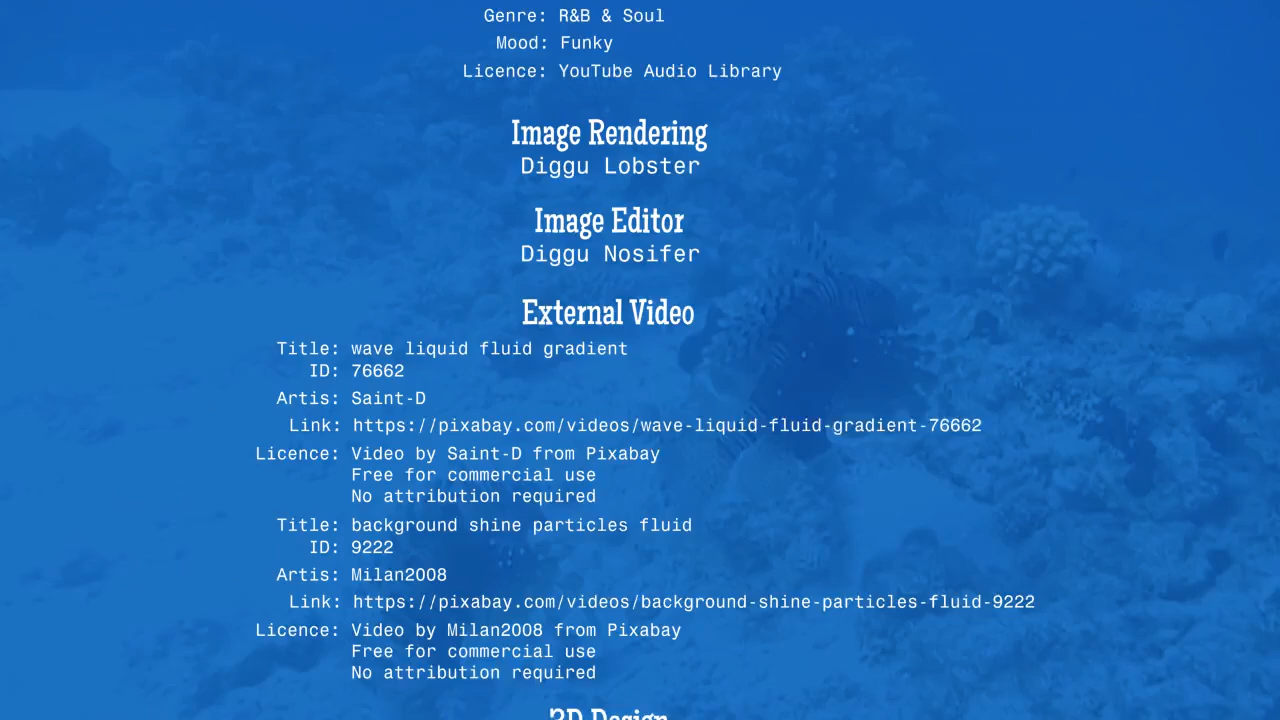 Genre: R&B & Soul
Mood: Funky
Licence: YouTube Audio Library
Image Rendering
Diggu Lobster
Image Editor
Diggu Nosifer
External Video
Title: wave liquid fluid gradient
ID: 76662
Artis: Saint-D
Link: https://pixabay.com/videos/wave-liquid-fluid-gradient-76662
Licence: Video by Saint-D from Pixabay
Free for commercial use
No attribution required
Title: background shine particles fluid
ID: 9222
Artis: Milan2008
Link: https://pixabay.com/videos/background-shine-particles-fluid-9222
Licence: Video by Milan2008 from Pixabay
Free for commercial use
No attribution required
3D Design